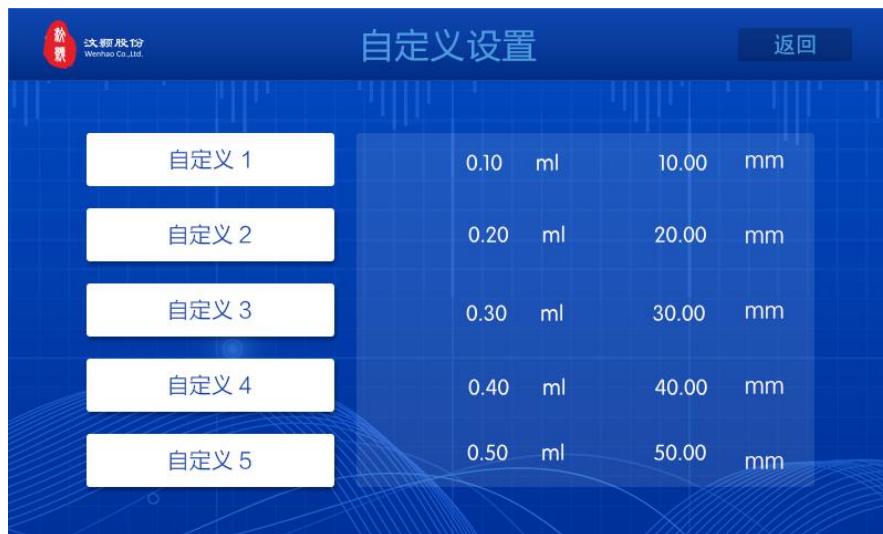 汶颢
汶颢股份
Wenhao Co.,Ltd.
自定义设置
返回
自定义 1 0.10 ml 10.00 mm
自定义 2 0.20 ml 20.00 mm
自定义 3 0.30 ml 30.00 mm
自定义 4 0.40 ml 40.00 mm
自定义 5 0.50 ml 50.00 mm